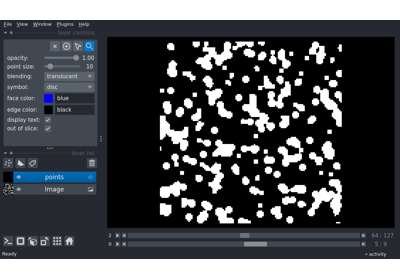 File View Window Plugins Help
layer controls
opacity: 1.00
point size: 10
blending: translucent
symbol: disc
face color: blue
edge color: black
display text:
out of slice:
layer list
points
Image
2 64 127
0 5 9
Ready activity